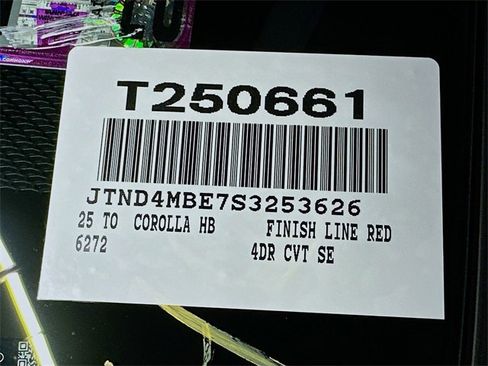 T250661
JTND4MBE7S3253626
25 TO COROLLA HB FINISH LINE RED
6272 4DR CVT SE